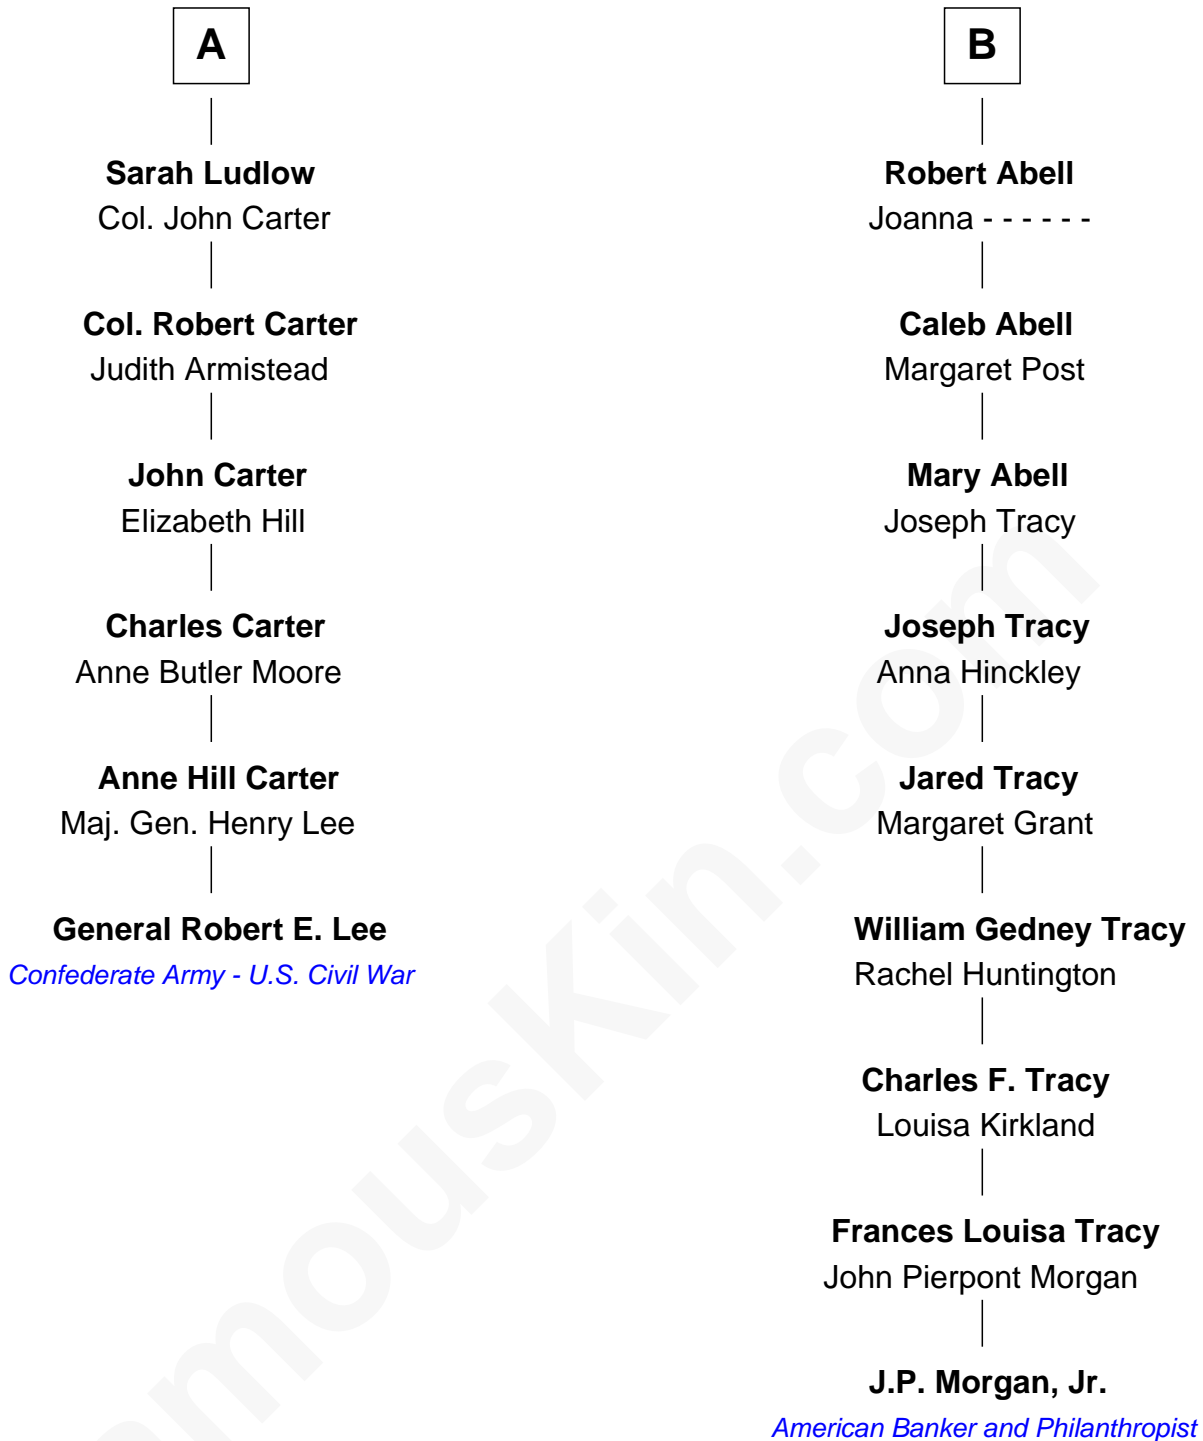 A
Sarah Ludlow
Col. John Carter
Col. Robert Carter
Judith Armistead
John Carter
Elizabeth Hill
Charles Carter
Anne Butler Moore
Anne Hill Carter
Maj. Gen. Henry Lee
General Robert E. Lee
Confederate Army - U.S. Civil War
B
Robert Abell
Joanna - - - - - -
Caleb Abell
Margaret Post
Mary Abell
Joseph Tracy
Joseph Tracy
Anna Hinckley
Jared Tracy
Margaret Grant
William Gedney Tracy
Rachel Huntington
Charles F. Tracy
Louisa Kirkland
Frances Louisa Tracy
John Pierpont Morgan
J.P. Morgan, Jr.
American Banker and Philanthropist
amouskin.com